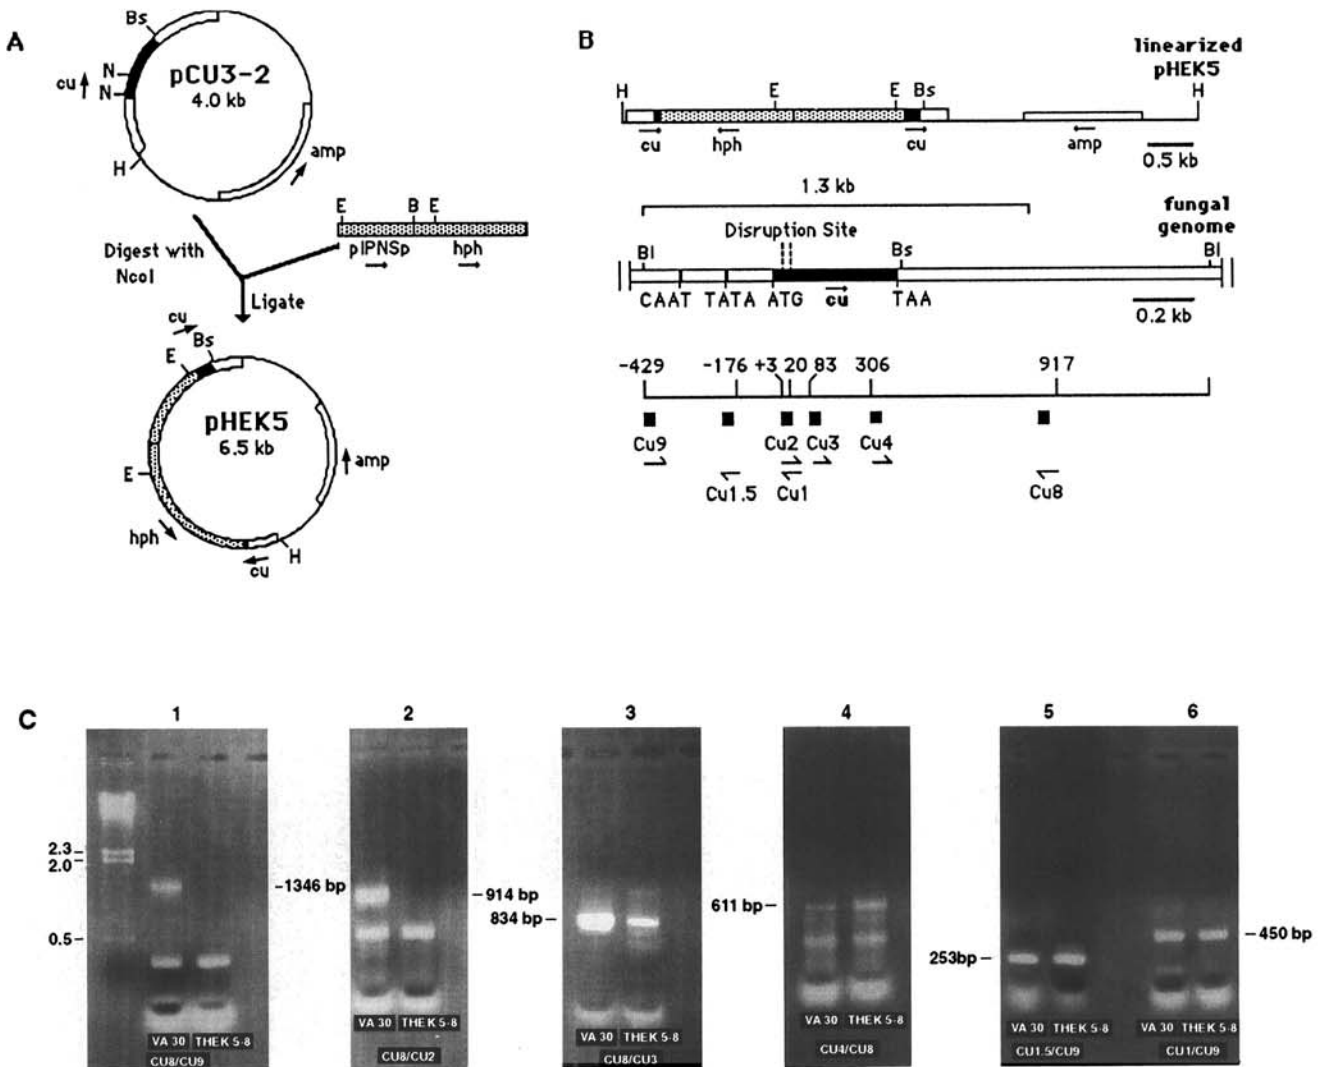 A
Bs
N
N
cu
pCU3-2
4.0 kb
H
amp
Digest with
NcoI
Ligate
E B E
pIPNSp hph
cu
E Bs
pHEK5
6.5 kb
E
amp
hph
cu
H
B
linearized
pHEK5
H E E Bs H
cu hph cu amp
0.5 kb
1.3 kb
fungal
genome
Disruption Site
Bl Bs Bl
CAAT TATA ATG cu TAA
0.2 kb
-429 -176 +3 20 83 306 917
Cu9 Cu2 Cu3 Cu4
Cu1.5 Cu1 Cu8
C
1 2 3 4 5 6
2.3
2.0
0.5
-1346 bp
VA 30 THEK 5-8
CU8/CU9
-914 bp
VA 30 THEK 5-8
CU8/CU2
834 bp-
VA 30 THEK 5-8
CU8/CU3
611 bp-
VA 30 THEK 5-8
CU4/CU8
253bp-
VA 30 THEK 5-8
CU1.5/CU9
-450 bp
VA 30 THEK 5-8
CU1/CU9